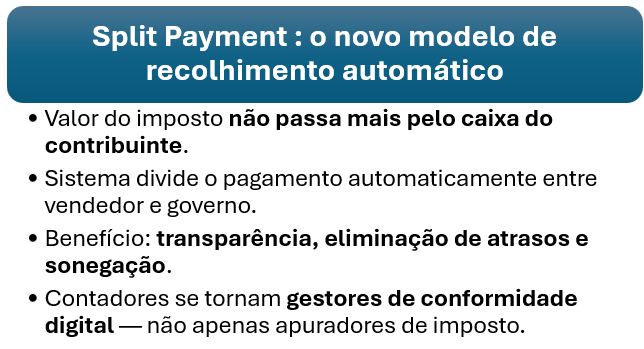 Split Payment : o novo modelo de
recolhimento automático
• Valor do imposto não passa mais pelo caixa do
contribuinte.
• Sistema divide o pagamento automaticamente entre
vendedor e governo.
• Benefício: transparência, eliminação de atrasos e
sonegação.
• Contadores se tornam gestores de conformidade
digital — não apenas apuradores de imposto.